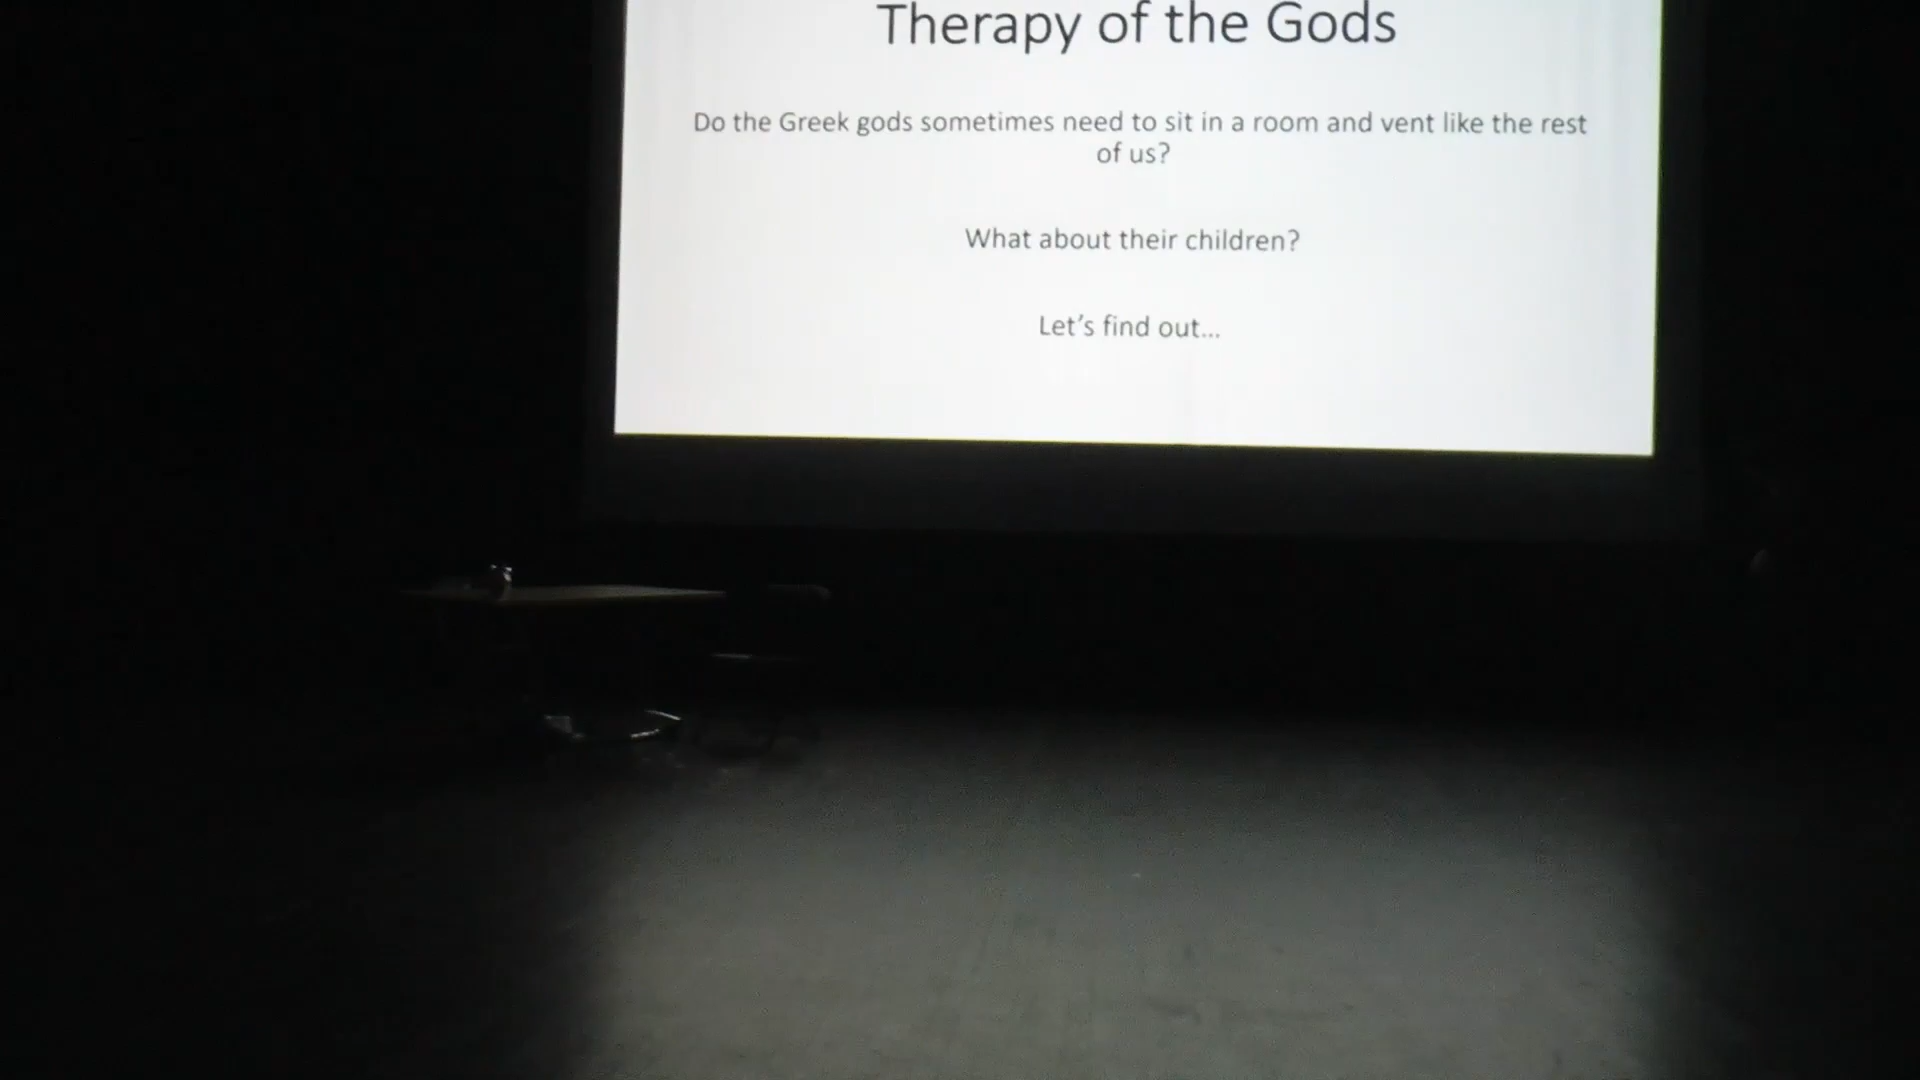 Therapy of the Gods
Do the Greek gods sometimes need to sit in a room and vent like the rest
of us?
What about their children?
Let's find out...